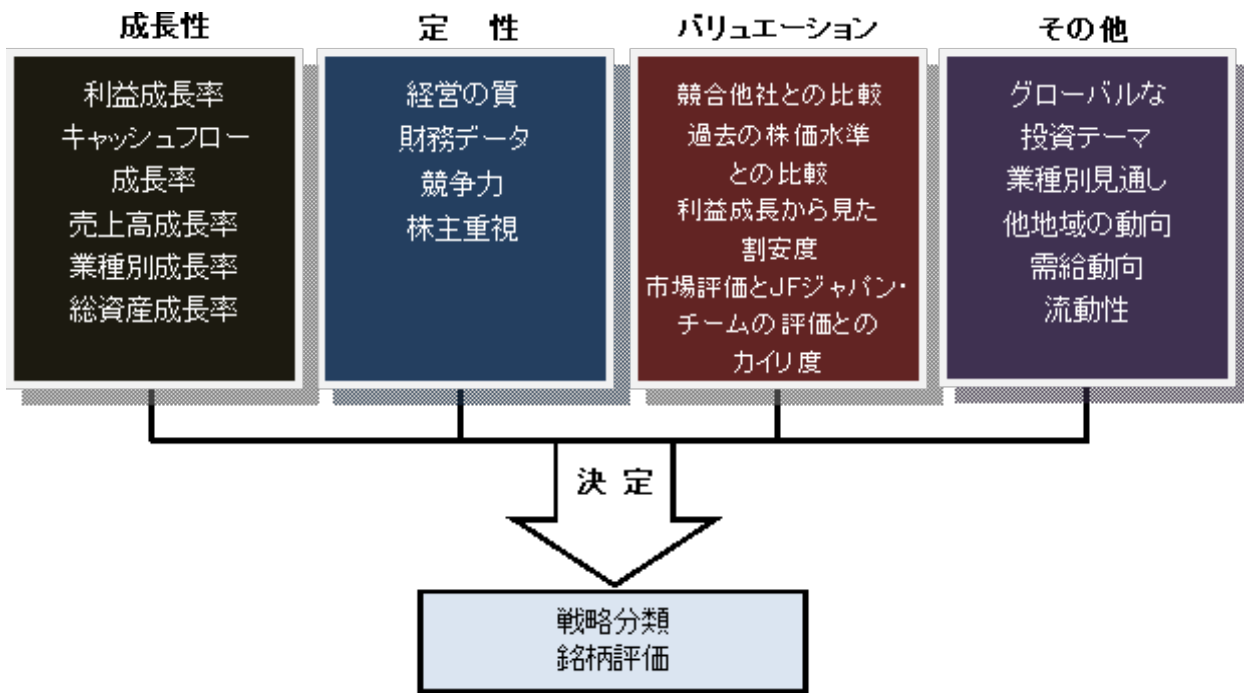 成長性
利益成長率
キャッシュフロー
成長率
売上高成長率
業種別成長率
総資産成長率
定 性
経営の質
財務データ
競争力
株主重視
バリュエーション
競合他社との比較
過去の株価水準
との比較
利益成長から見た
割安度
市場評価とJFジャパン・
チームの評価との
カイリ度
その他
グローバルな
投資テーマ
業種別見通し
他地域の動向
需給動向
流動性
決定
戦略分類
銘柄評価